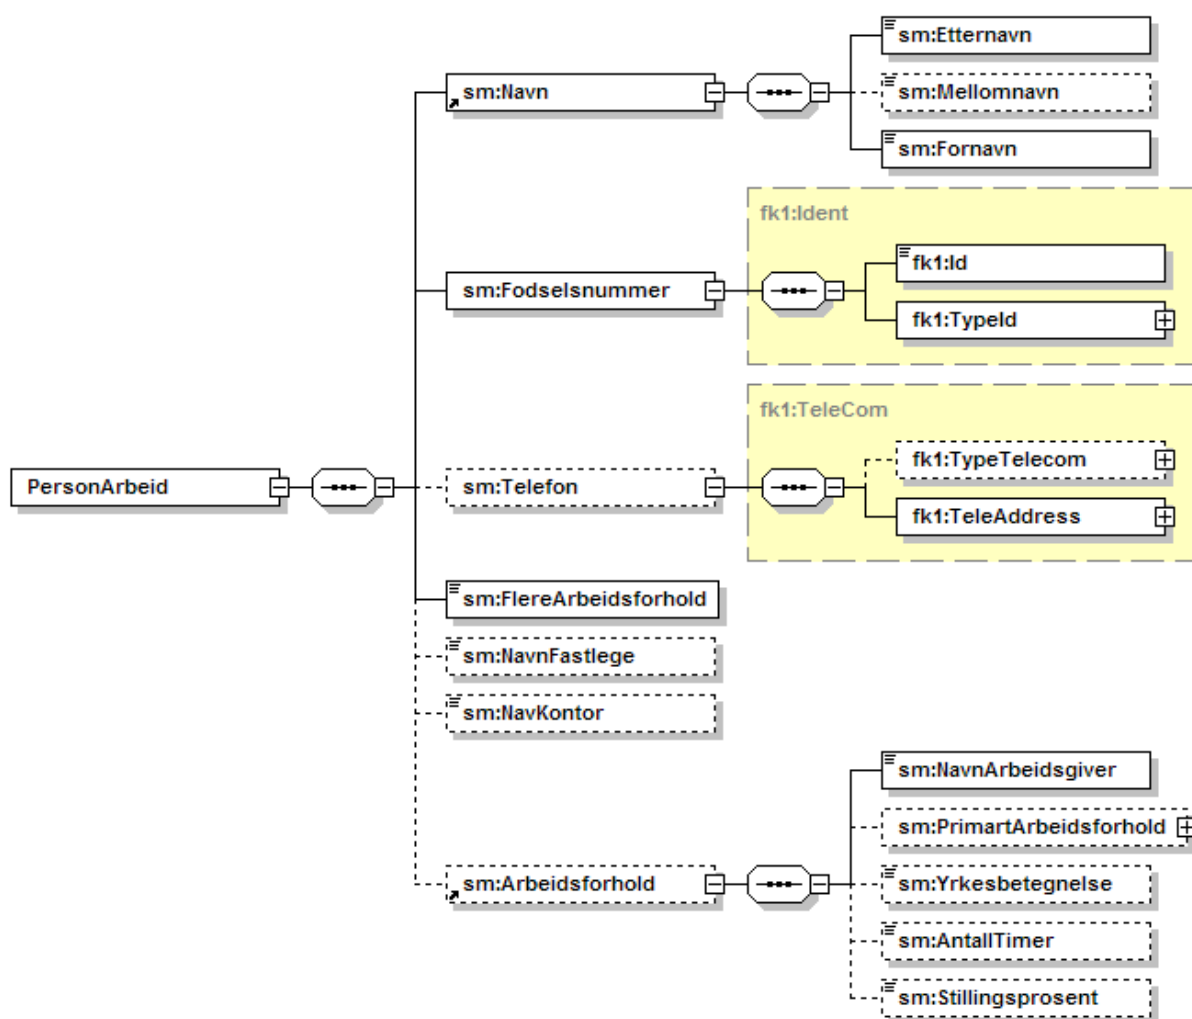 PersonArbeid
sm:Navn
sm:Etternavn
sm:Mellomnavn
sm:Fornavn
sm:Fodselsnummer
fk1:Ident
fk1:Id
fk1:TypeId
sm:Telefon
fk1:TeleCom
fk1:TypeTelecom
fk1:TeleAddress
sm:FlereArbeidsforhold
sm:NavnFastlege
sm:NavKontor
sm:Arbeidsforhold
sm:NavnArbeidsgiver
sm:PrimartArbeidsforhold
sm:Yrkesbetegnelse
sm:AntallTimer
sm:Stillingsprosent